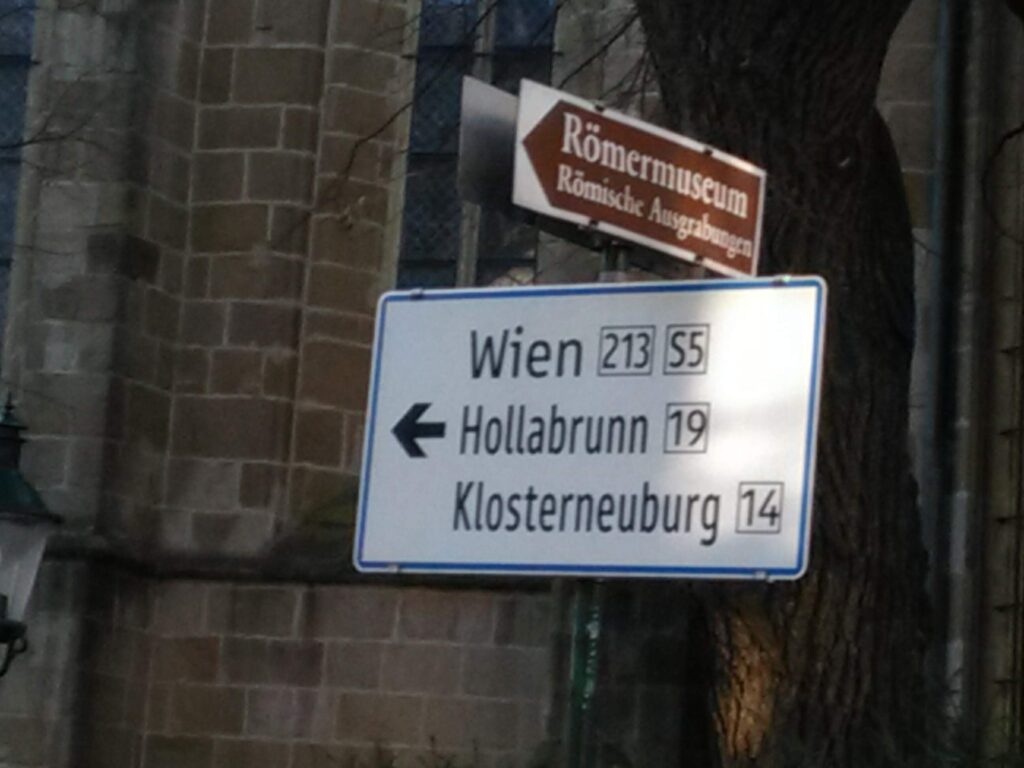 Römermuseum
Römische Ausgrabungen
Wien 213 S5
Hollabrunn 19
Klosterneuburg 14